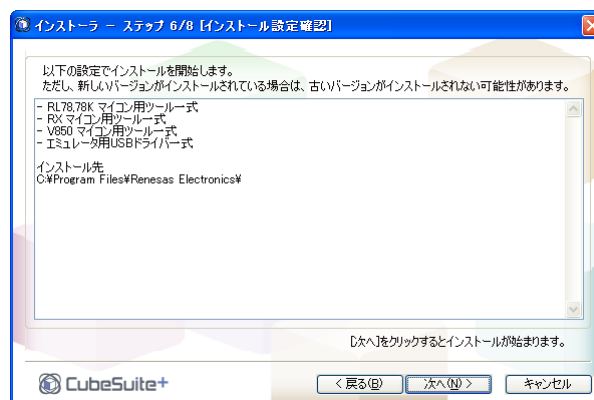 インストーラ － ステップ 6/8 [インストール設定確認]
以下の設定でインストールを開始します。
ただし、新しいバージョンがインストールされている場合は、古いバージョンがインストールされない可能性があります。
- RL78,78K マイコン用ツール一式
- RX マイコン用ツール一式
- V850 マイコン用ツール一式
- エミュレータ用USBドライバ一式
インストール先
C:¥Program Files¥Renesas Electronics¥
[次へ]をクリックするとインストールが始まります。
CubeSuite+
< 戻る(B)
次へ(N) >
キャンセル